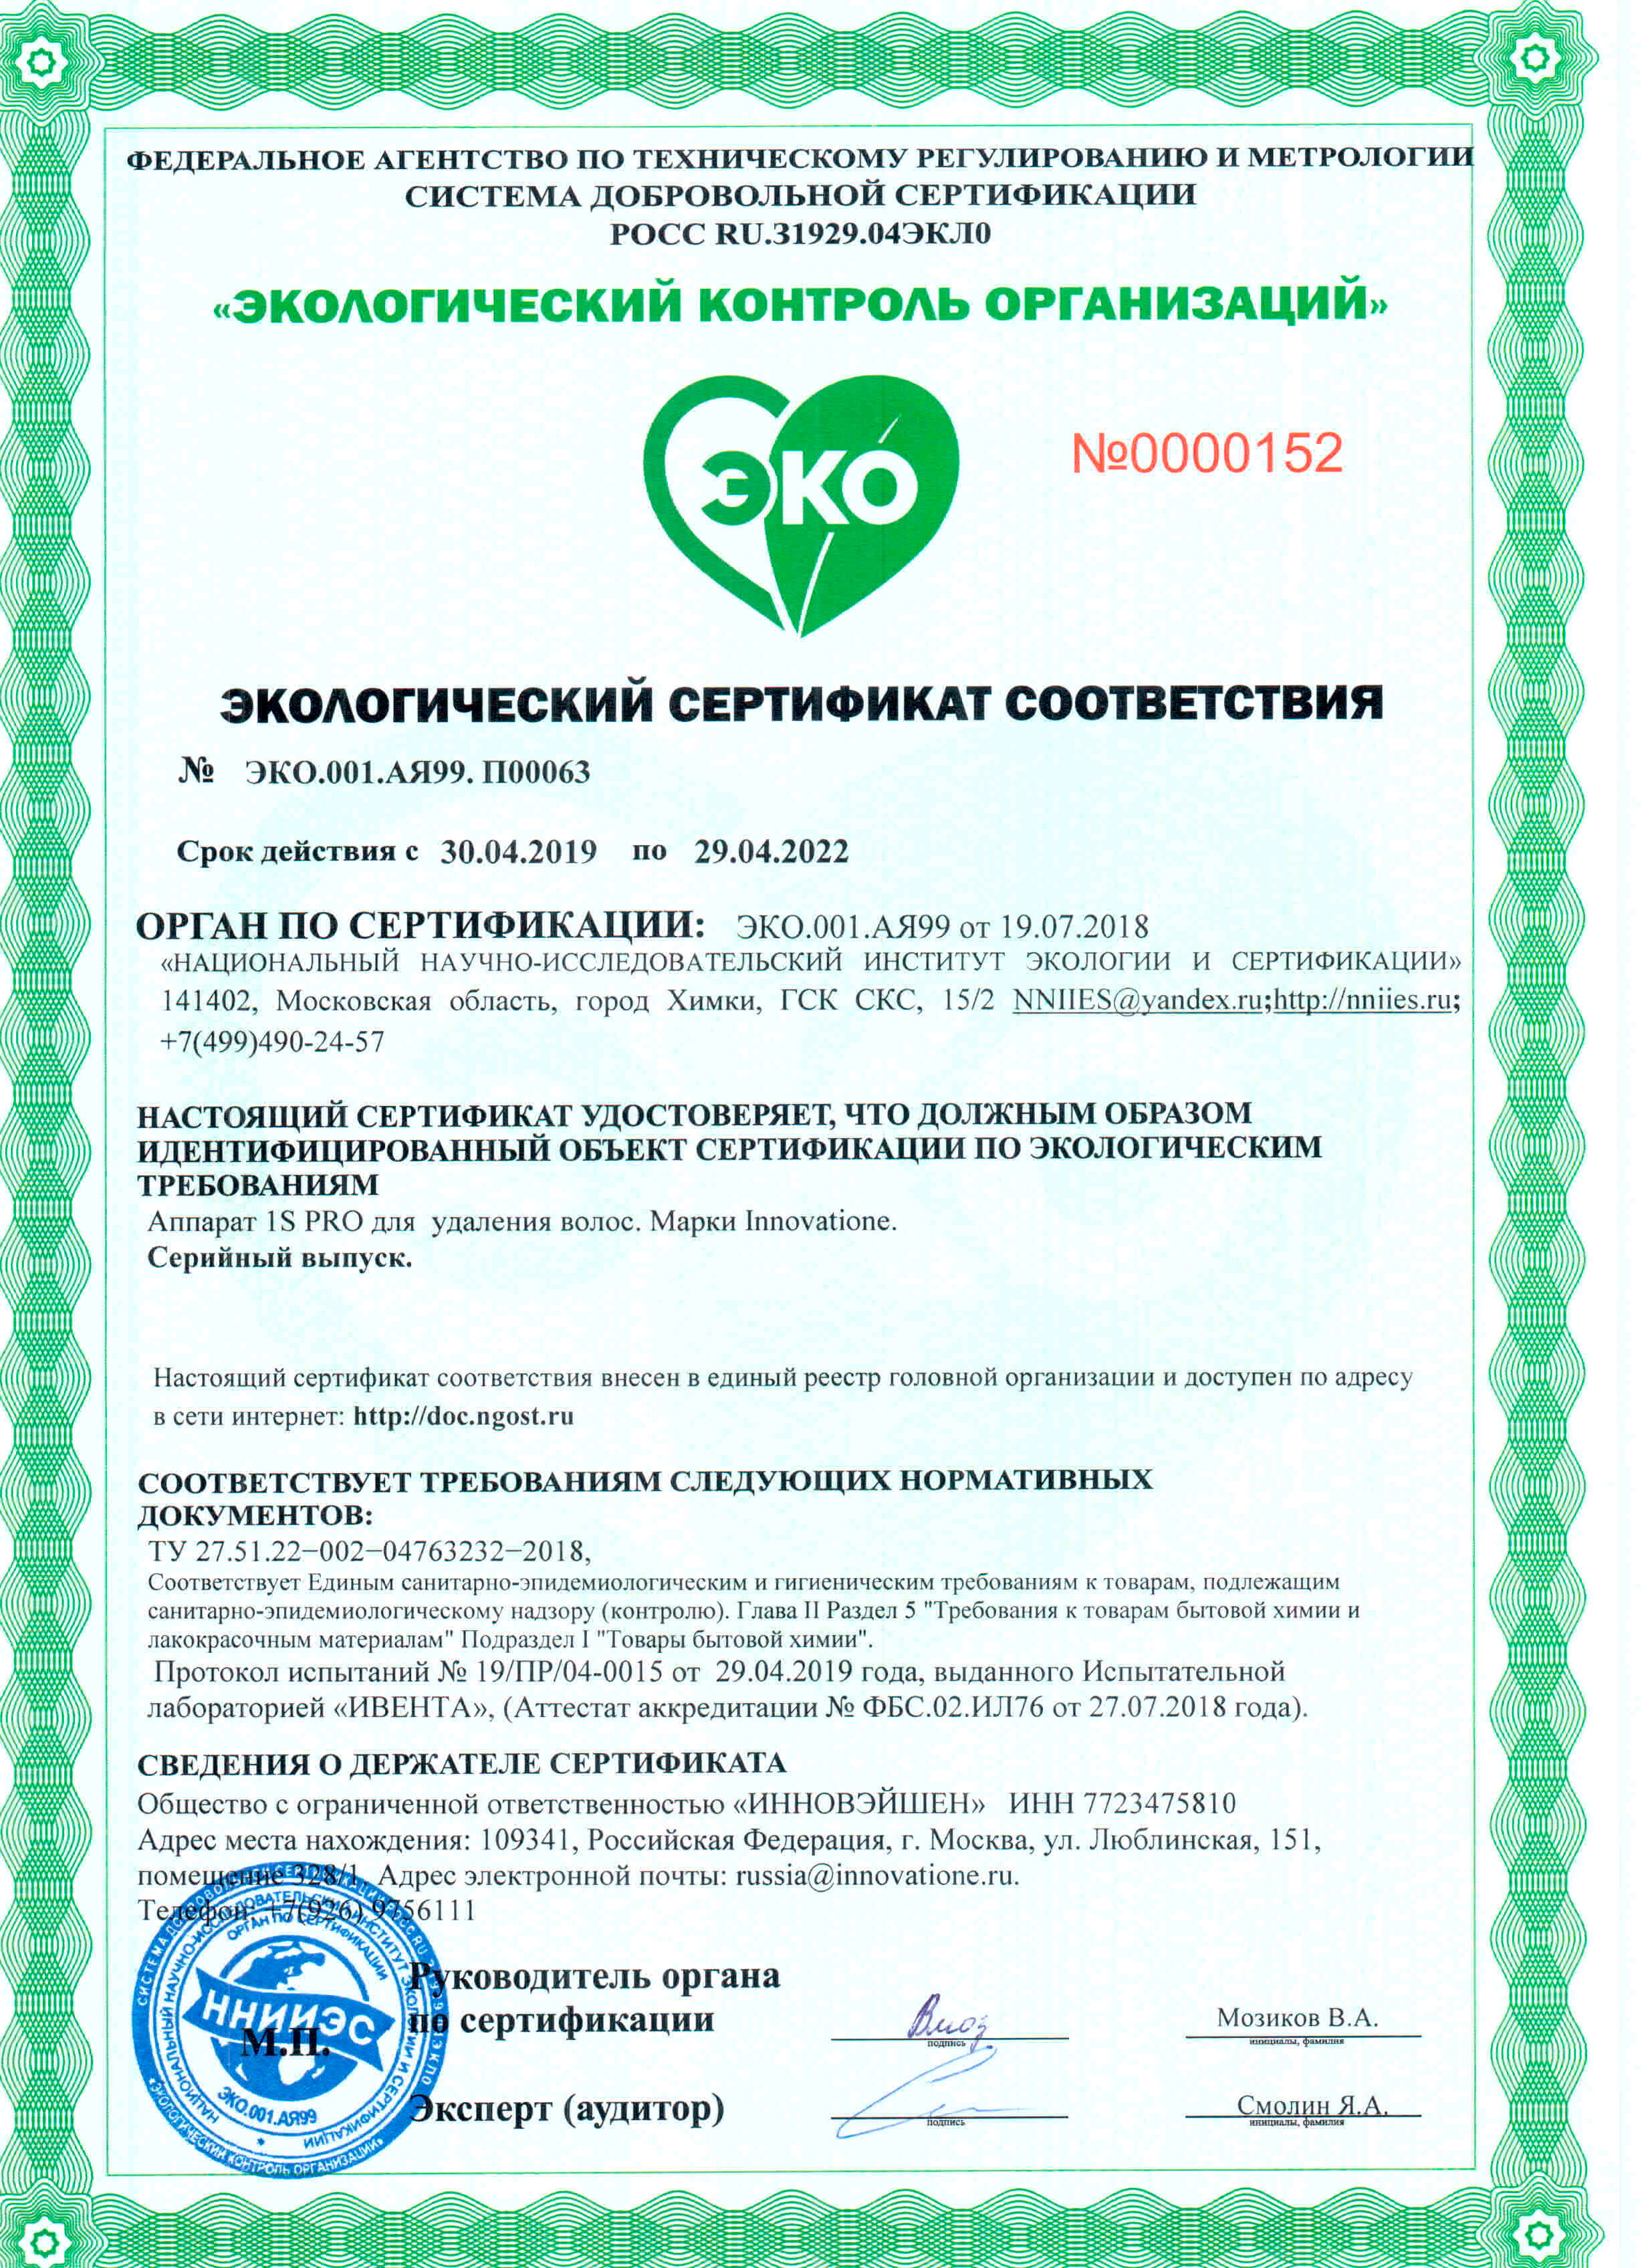 ФЕДЕРАЛЬНОЕ АГЕНТСТВО ПО ТЕХНИЧЕСКОМУ РЕГУЛИРОВАНИЮ И МЕТРОЛОГИИ
СИСТЕМА ДОБРОВОЛЬНОЙ СЕРТИФИКАЦИИ
РОСС RU.31929.04ЭКЛ0
«ЭКОЛОГИЧЕСКИЙ КОНТРОЛЬ ОРГАНИЗАЦИЙ»
ЭКО
№0000152
ЭКОЛОГИЧЕСКИЙ СЕРТИФИКАТ СООТВЕТСТВИЯ
№ ЭКО.001.АЯ99. П00063
Срок действия с 30.04.2019 по 29.04.2022
ОРГАН ПО СЕРТИФИКАЦИИ: ЭКО.001.АЯ99 от 19.07.2018
«НАЦИОНАЛЬНЫЙ НАУЧНО-ИССЛЕДОВАТЕЛЬСКИЙ ИНСТИТУТ ЭКОЛОГИИ И СЕРТИФИКАЦИИ»
141402, Московская область, город Химки, ГСК СКС, 15/2 NNIIES@yandex.ru;http://nniies.ru;
+7(499)490-24-57
НАСТОЯЩИЙ СЕРТИФИКАТ УДОСТОВЕРЯЕТ, ЧТО ДОЛЖНЫМ ОБРАЗОМ
ИДЕНТИФИЦИРОВАННЫЙ ОБЪЕКТ СЕРТИФИКАЦИИ ПО ЭКОЛОГИЧЕСКИМ
ТРЕБОВАНИЯМ
Аппарат 1S PRO для удаления волос. Марки Innovatione.
Серийный выпуск.
Настоящий сертификат соответствия внесен в единый реестр головной организации и доступен по адресу
в сети интернет: http://doc.ngost.ru
СООТВЕТСТВУЕТ ТРЕБОВАНИЯМ СЛЕДУЮЩИХ НОРМАТИВНЫХ
ДОКУМЕНТОВ:
ТУ 27.51.22–002–04763232–2018,
Соответствует Единым санитарно-эпидемиологическим и гигиеническим требованиям к товарам, подлежащим
санитарно-эпидемиологическому надзору (контролю). Глава II Раздел 5 "Требования к товарам бытовой химии и
лакокрасочным материалам" Подраздел I "Товары бытовой химии".
Протокол испытаний № 19/ПР/04-0015 от 29.04.2019 года, выданного Испытательной
лабораторией «ИВЕНТА», (Аттестат аккредитации № ФБС.02.ИЛ76 от 27.07.2018 года).
СВЕДЕНИЯ О ДЕРЖАТЕЛЕ СЕРТИФИКАТА
Общество с ограниченной ответственностью «ИННОВЭЙШЕН» ИНН 7723475810
Адрес места нахождения: 109341, Российская Федерация, г. Москва, ул. Люблинская, 151,
помещение 328/1, Адрес электронной почты: russia@innovatione.ru.
Телефон: +7(926) 9756111
Руководитель органа
по сертификации
подпись
Мозиков В.А.
инициалы, фамилия
Эксперт (аудитор)
подпись
Смолин Я.А.
инициалы, фамилия
М.П.
НАЦИОНАЛЬНЫЙ НАУЧНО-ИССЛЕДОВАТЕЛЬСКИЙ ИНСТИТУТ ЭКОЛОГИИ И СЕРТИФИКАЦИИ
ОРГАН ПО СЕРТИФИКАЦИИ
ННИИЭС
ЭКО.001.АЯ99
«ЭКОЛОГИЧЕСКИЙ КОНТРОЛЬ ОРГАНИЗАЦИЙ»